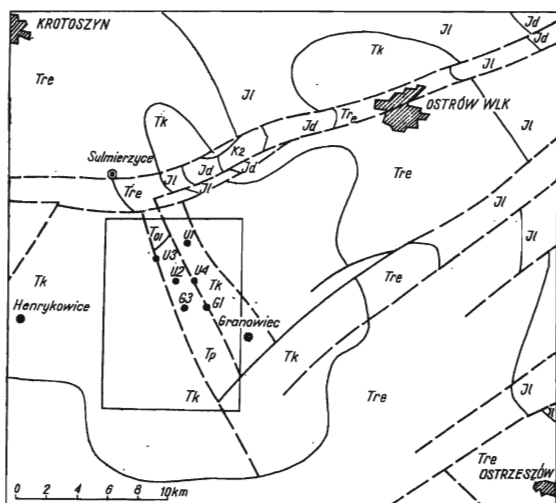 KROTOSZYN
Jl
Jd
Jd
Tk
Jl
Tre
Jl
OSTRÓW WLK
Tk
Jd
Tre
Sulmierzyce
Jd
K2
Jd
Jl
Jl
Tre
Tre
Jl
Jl
U1
U3
Tk
U2
U4
Tk
Tre
Henrykowice
G3
G1
Granowiec
Tp
Tk
Tk
Tre
Jl
Jl
Tre
OSTRZESZÓW
0 2 4 6 8 10km